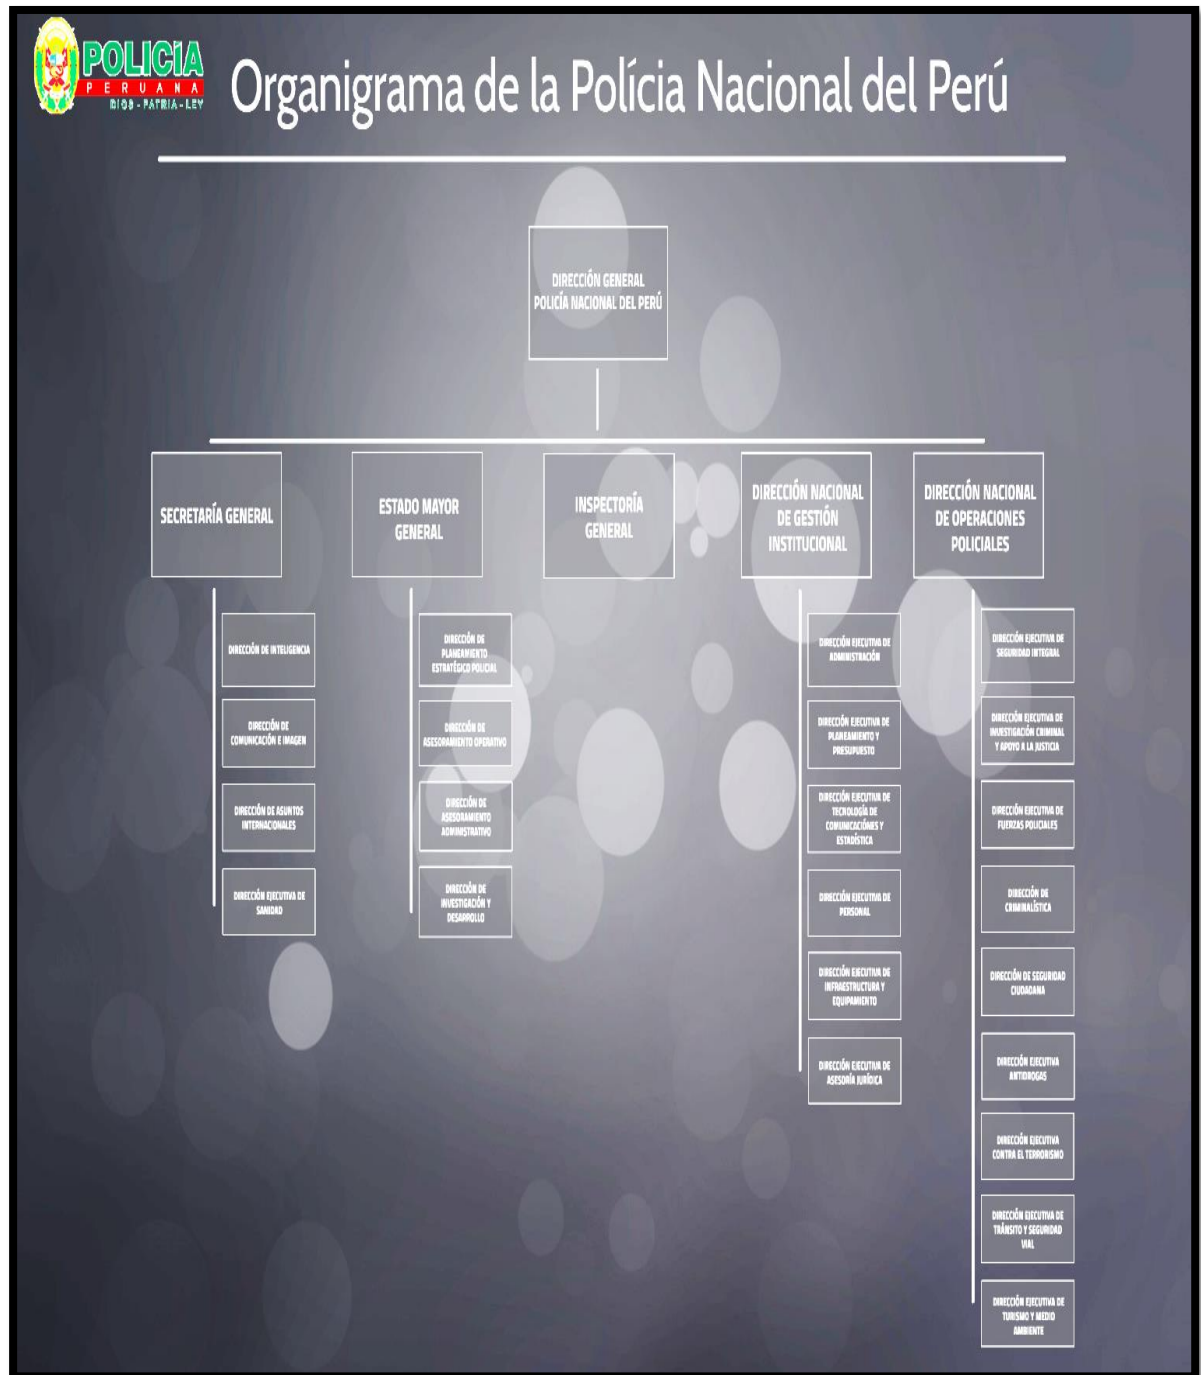 POLICÍA
PERUANA
DIOS - PATRIA - LEY
Organigrama de la Polícia Nacional del Perú
DIRECCIÓN GENERAL
POLICÍA NACIONAL DEL PERÚ
SECRETARÍA GENERAL
ESTADO MAYOR
GENERAL
INSPECTORÍA
GENERAL
DIRECCIÓN NACIONAL
DE GESTIÓN
INSTITUCIONAL
DIRECCIÓN NACIONAL
DE OPERACIONES
POLICIALES
DIRECCIÓN DE INTELIGENCIA
DIRECCIÓN DE
COMUNICACIÓN E IMAGEN
DIRECCIÓN DE ASUNTOS
INTERNACIONALES
DIRECCIÓN EJECUTIVA DE
SANIDAD
DIRECCIÓN DE
PLANEAMIENTO
ESTRATÉGICO POLICIAL
DIRECCIÓN DE
ASESORAMIENTO OPERATIVO
DIRECCIÓN DE
ASESORAMIENTO
ADMINISTRATIVO
DIRECCIÓN DE
INVESTIGACIÓN Y
DESARROLLO
DIRECCIÓN EJECUTIVA DE
ADMINISTRACIÓN
DIRECCIÓN EJECUTIVA DE
PLANEAMIENTO Y
PRESUPUESTO
DIRECCIÓN EJECUTIVA DE
TECNOLOGÍA DE
COMUNICACIÓNES Y
ESTADÍSTICA
DIRECCIÓN EJECUTIVA DE
PERSONAL
DIRECCIÓN EJECUTIVA DE
INFRAESTRUCTURA Y
EQUIPAMIENTO
DIRECCIÓN EJECUTIVA DE
ASESORÍA JURÍDICA
DIRECCIÓN EJECUTIVA DE
SEGURIDAD INTEGRAL
DIRECCIÓN EJECUTIVA DE
INVESTIGACIÓN CRIMINAL
Y APOYO A LA JUSTICIA
DIRECCIÓN EJECUTIVA DE
FUERZAS POLICIALES
DIRECCIÓN DE
CRIMINALÍSTICA
DIRECCIÓN DE SEGURIDAD
CIUDADANA
DIRECCIÓN EJECUTIVA
ANTIDROGAS
DIRECCIÓN EJECUTIVA
CONTRA EL TERRORISMO
DIRECCIÓN EJECUTIVA DE
TRÁNSITO Y SEGURIDAD
VIAL
DIRECCIÓN EJECUTIVA DE
TURISMO Y MEDIO
AMBIENTE